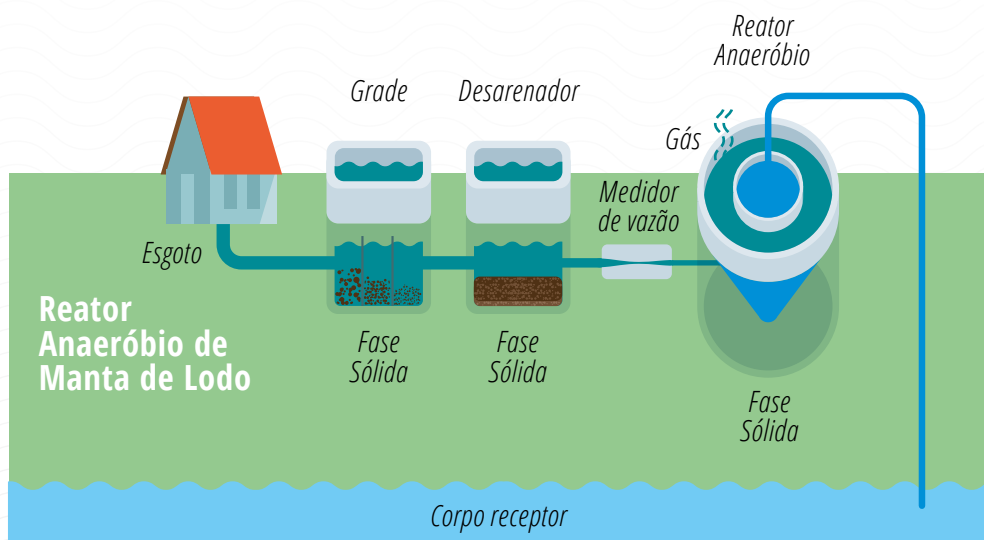 Reator
Anaeróbio
Grade
Desarenador
Gás
Medidor
de vazão
Esgoto
Reator
Anaeróbio de
Manta de Lodo
Fase
Sólida
Fase
Sólida
Fase
Sólida
Corpo receptor